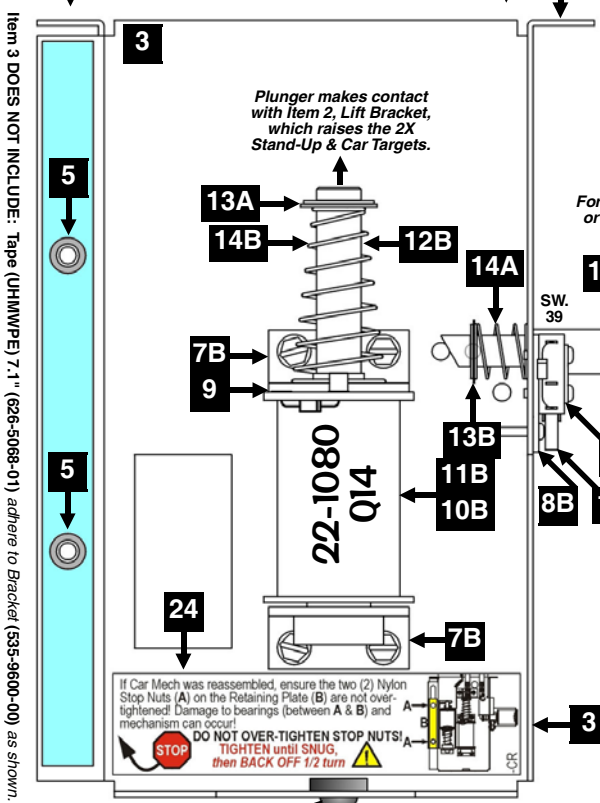 Item 3 DOES NOT INCLUDE: Tape (UHMWPE) 7.1" (626-5068-01) adhere to Bracket (535-9600-00) as shown.
3
Plunger makes contact
with Item 2, Lift Bracket,
which raises the 2X
Stand-Up & Car Targets.
5
13A
14B
12B
For
or
14A
1
SW.
39
7B
9
13B
22-1080
Q14
11B
10B
8B
5
24
7B
If Car Mech was reassembled, ensure the two (2) Nylon
Stop Nuts (A) on the Retaining Plate (B) are not over-
tightened! Damage to bearings (between A & B) and
mechanism can occur!
STOP
DO NOT OVER-TIGHTEN STOP NUTS!
TIGHTEN until SNUG,
then BACK OFF 1/2 turn
A
B
A
-CR
3